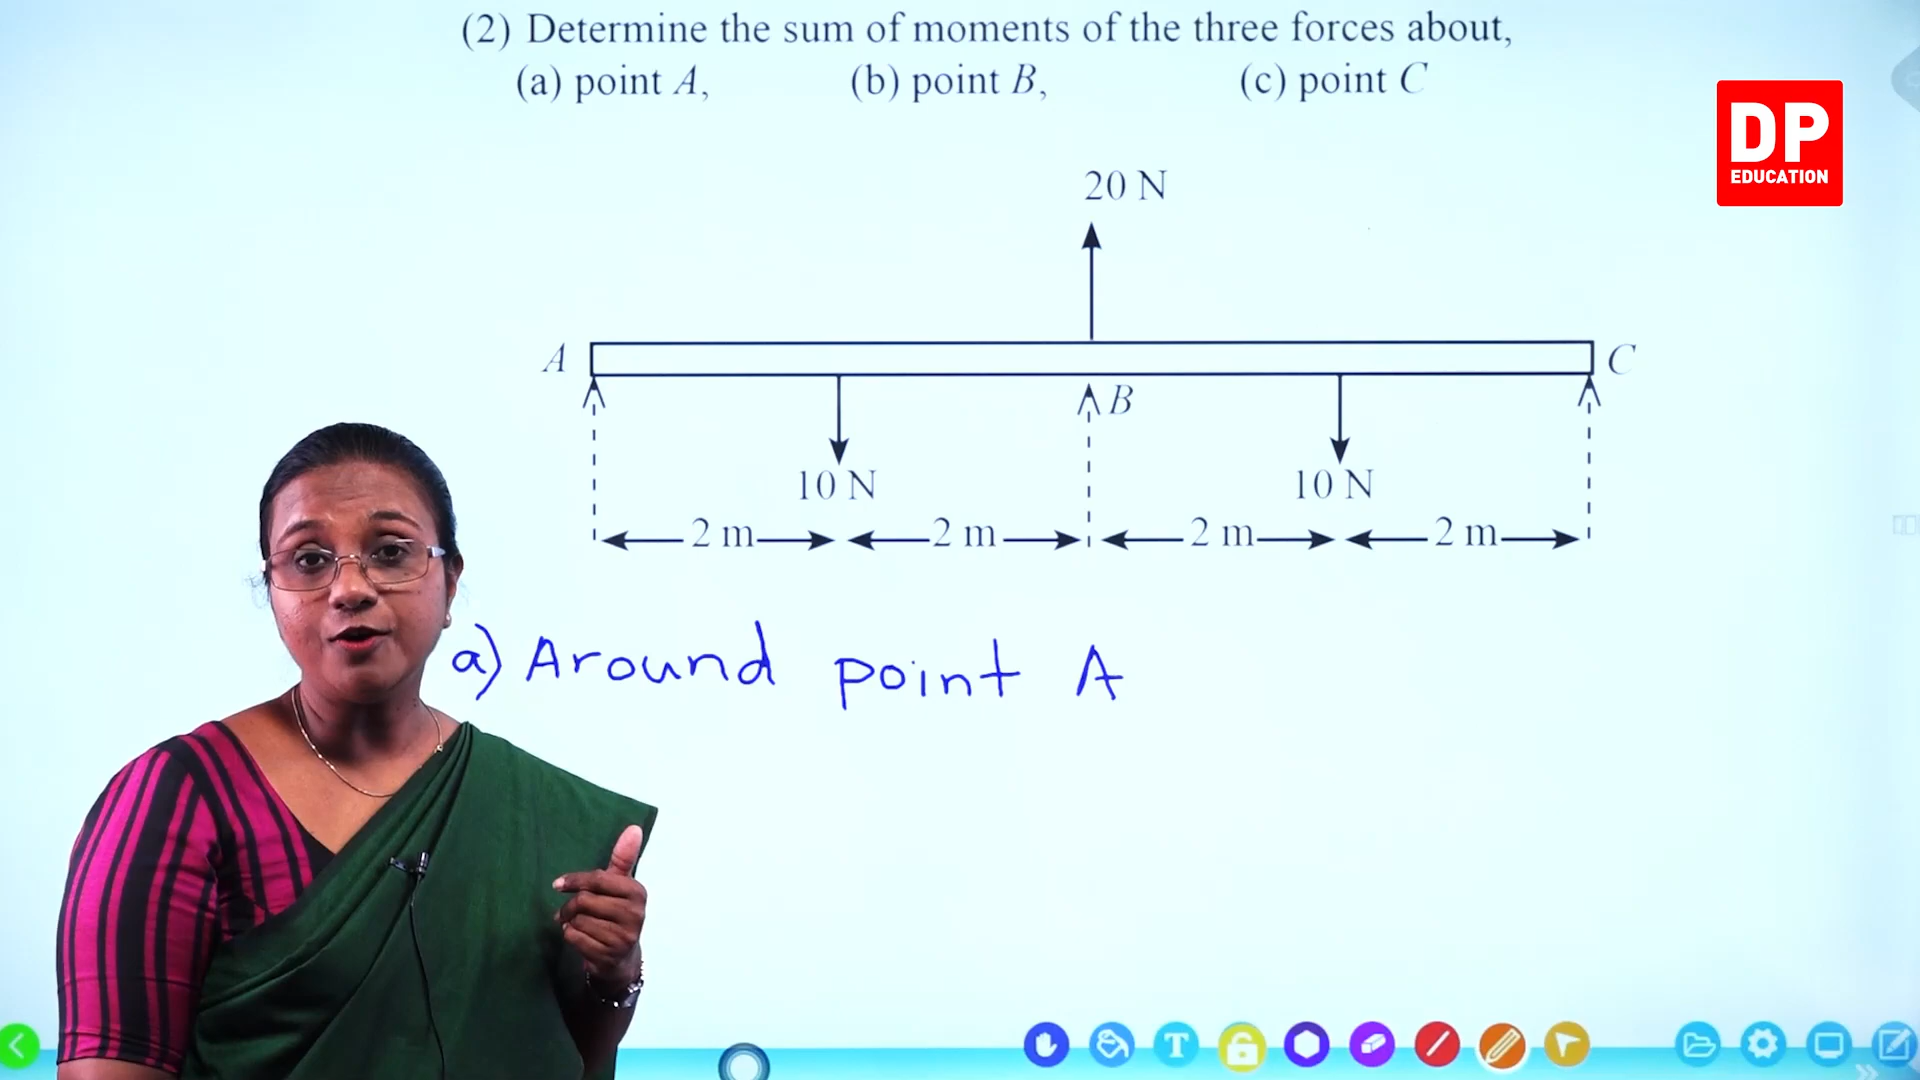 (2) Determine the sum of moments of the three forces about,
(a) point A, (b) point B, (c) point C
DP
EDUCATION
20 N
A
C
B
10 N
10 N
2 m
2 m
2 m
2 m
a) Around point A
T